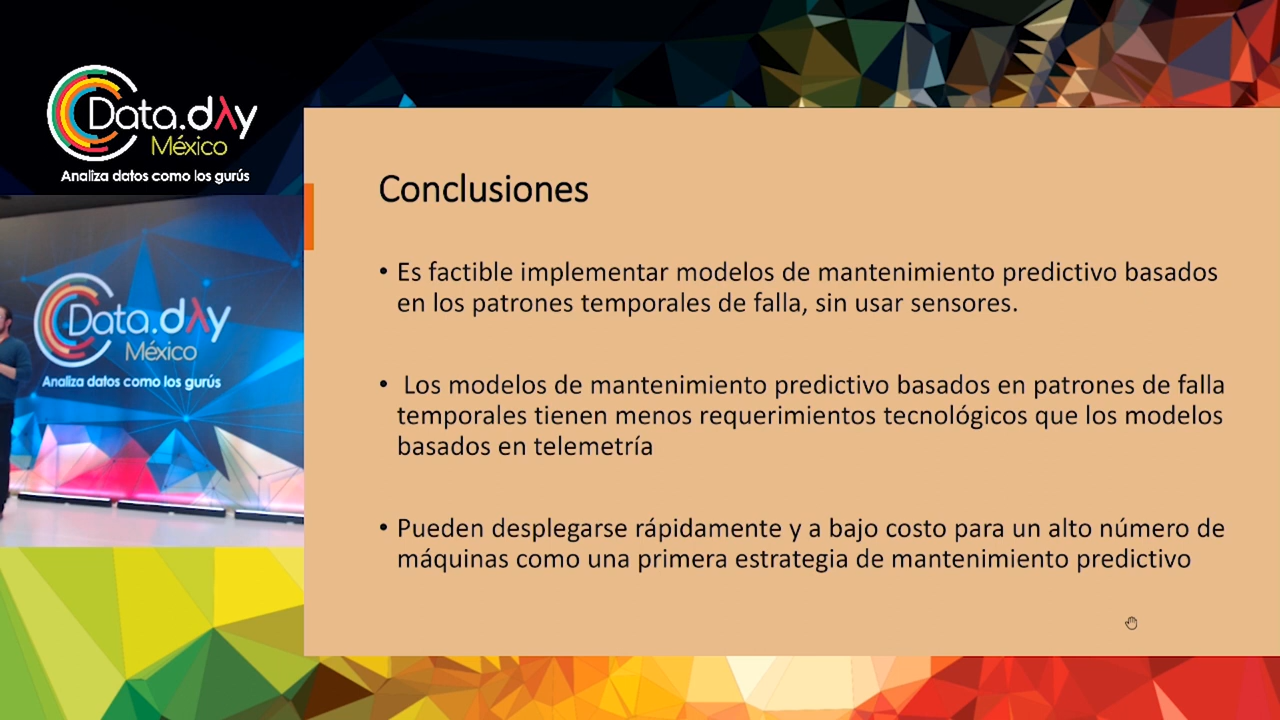 Data.dλy
México
Analiza datos como los gurús
Data.dλy
México
Analiza datos como los gurús
Conclusiones
• Es factible implementar modelos de mantenimiento predictivo basados
en los patrones temporales de falla, sin usar sensores.
• Los modelos de mantenimiento predictivo basados en patrones de falla
temporales tienen menos requerimientos tecnológicos que los modelos
basados en telemetría
• Pueden desplegarse rápidamente y a bajo costo para un alto número de
máquinas como una primera estrategia de mantenimiento predictivo